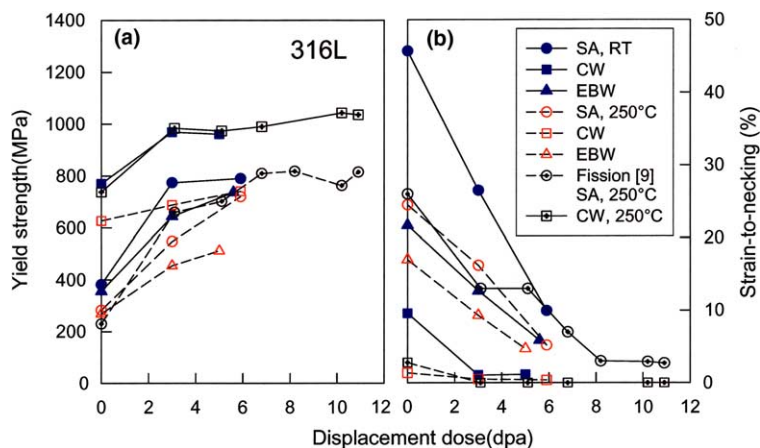 (a)
316L
(b)
1400
1200
1000
800
600
400
200
0
Yield strength(MPa)
0 2 4 6 8 10 12
0 2 4 6 8 10 12
Displacement dose(dpa)
50
40
30
20
10
0
Strain-to-necking (%)
SA, RT
CW
EBW
SA, 250°C
CW
EBW
Fission [9]
SA, 250°C
CW, 250°C